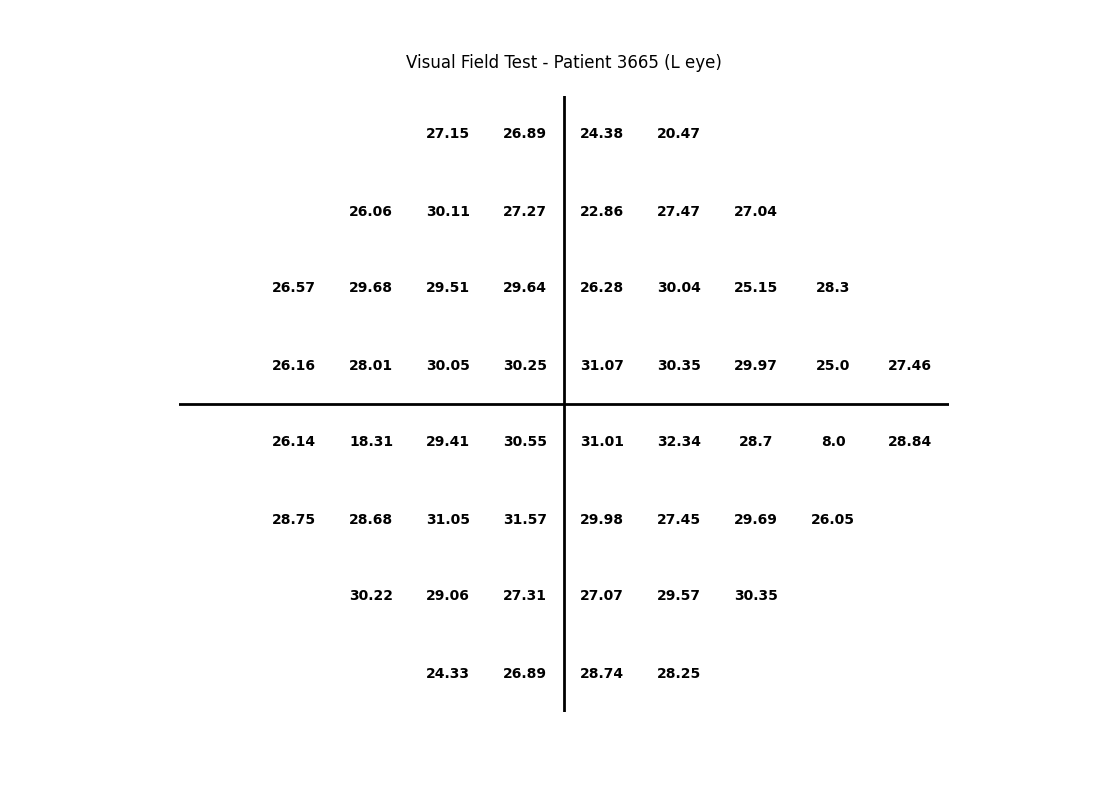 Visual Field Test - Patient 3665 (L eye)
27.15 26.89 24.38 20.47
26.06 30.11 27.27 22.86 27.47 27.04
26.57 29.68 29.51 29.64 26.28 30.04 25.15 28.3
26.16 28.01 30.05 30.25 31.07 30.35 29.97 25.0 27.46
26.14 18.31 29.41 30.55 31.01 32.34 28.7 8.0 28.84
28.75 28.68 31.05 31.57 29.98 27.45 29.69 26.05
30.22 29.06 27.31 27.07 29.57 30.35
24.33 26.89 28.74 28.25